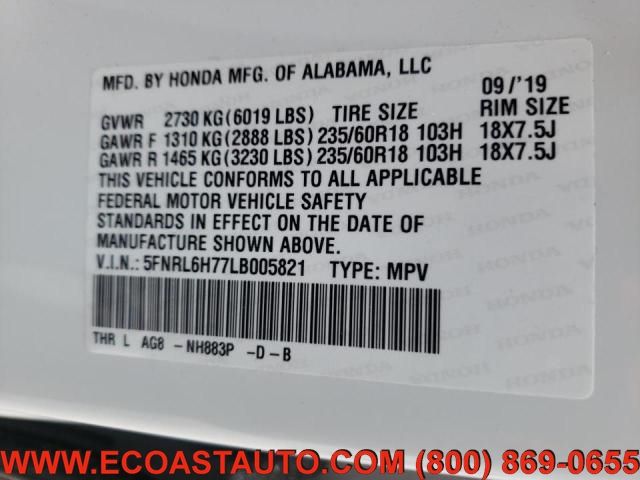 MFD. BY HONDA MFG. OF ALABAMA, LLC
09/'19
GVWR 2730 KG(6019 LBS) TIRE SIZE RIM SIZE
GAWR F 1310 KG(2888 LBS)235/60R18 103H 18X7.5J
GAWR R 1465 KG(3230 LBS)235/60R18 103H 18X7.5J
THIS VEHICLE CONFORMS TO ALL APPLICABLE
FEDERAL MOTOR VEHICLE SAFETY
STANDARDS IN EFFECT ON THE DATE OF
MANUFACTURE SHOWN ABOVE.
V.I.N.: 5FNRL6H77LB005821 TYPE: MPV
THR L AG8 -NH883P -D-B
WWW.ECOASTAUTO.COM (800) 869-0655